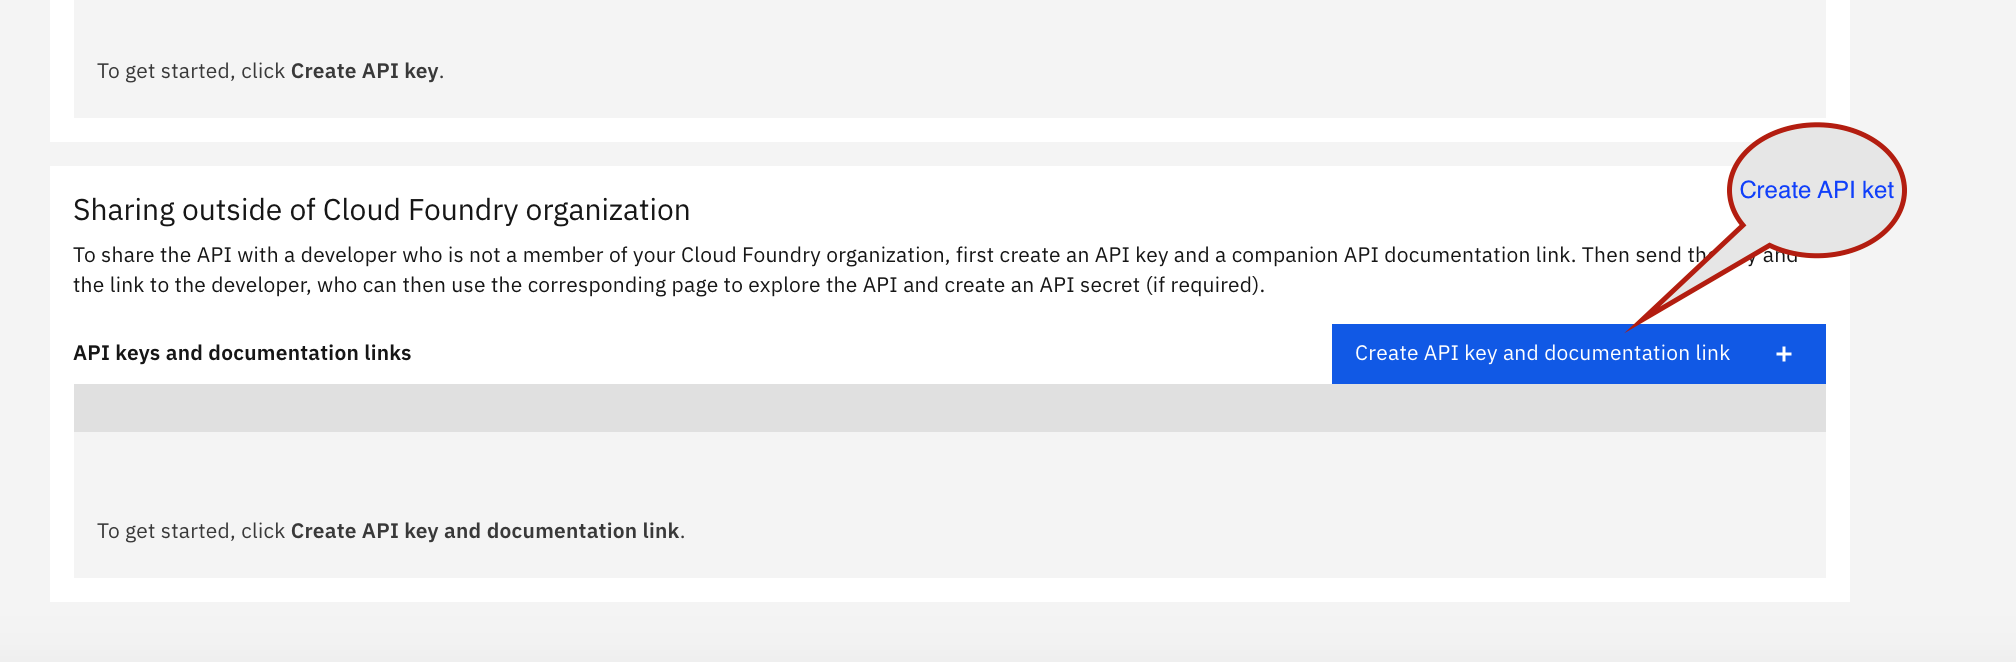 To get started, click Create API key.
Create API ket
Sharing outside of Cloud Foundry organization
To share the API with a developer who is not a member of your Cloud Foundry organization, first create an API key and a companion API documentation link. Then send and
the link to the developer, who can then use the corresponding page to explore the API and create an API secret (if required).
API keys and documentation links
Create API key and documentation link +
To get started, click Create API key and documentation link.